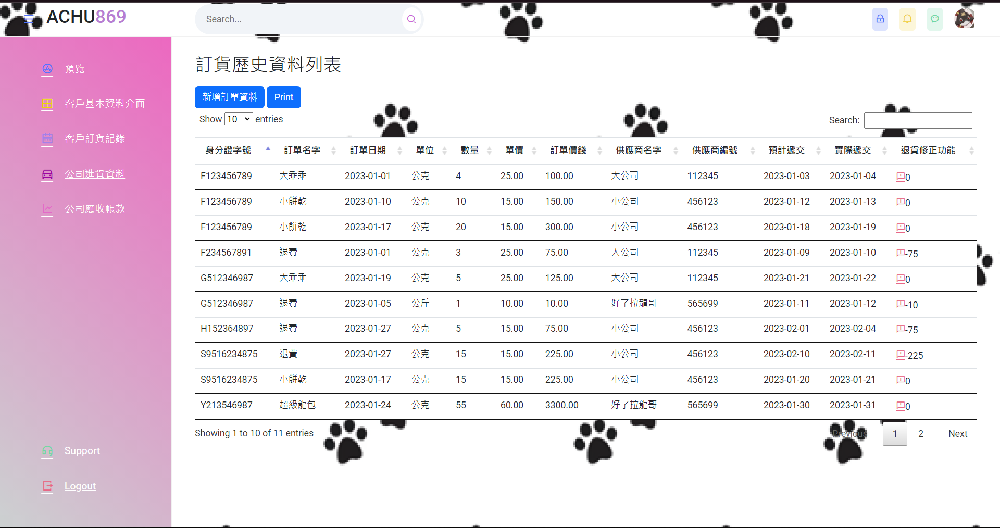 ACHU869
Search...
預覽
客戶基本資料介面
客戶訂貨記錄
公司進貨資料
公司應收帳款
Support
Logout
訂貨歷史資料列表
新增訂單資料 Print
Show 10 entries Search:
身分證字號 訂單名字 訂單日期 單位 數量 單價 訂單價錢 供應商名字 供應商編號 預計遞交 實際遞交 退貨修正功能
F123456789 大乖乖 2023-01-01 公克 4 25.00 100.00 大公司 112345 2023-01-03 2023-01-04 0
F123456789 小餅乾 2023-01-10 公克 10 15.00 150.00 小公司 456123 2023-01-12 2023-01-13 0
F123456789 小餅乾 2023-01-17 公克 20 15.00 300.00 小公司 456123 2023-01-18 2023-01-19 0
F234567891 退費 2023-01-01 公克 3 25.00 75.00 大公司 112345 2023-01-09 2023-01-10 -75
G512346987 大乖乖 2023-01-19 公克 5 25.00 125.00 大公司 112345 2023-01-21 2023-01-22 0
G512346987 退費 2023-01-05 公斤 1 10.00 10.00 好了拉龍哥 565699 2023-01-11 2023-01-12 -10
H152364897 退費 2023-01-27 公克 5 15.00 75.00 小公司 456123 2023-02-01 2023-02-04 -75
S9516234875 退費 2023-01-27 公克 15 15.00 225.00 小公司 456123 2023-02-10 2023-02-11 -225
S9516234875 小餅乾 2023-01-17 公克 15 15.00 225.00 小公司 456123 2023-01-20 2023-01-21 0
Y213546987 超級龍包 2023-01-24 公克 55 60.00 3300.00 好了拉龍哥 565699 2023-01-30 2023-01-31 0
Showing 1 to 10 of 11 entries Previous 1 2 Next